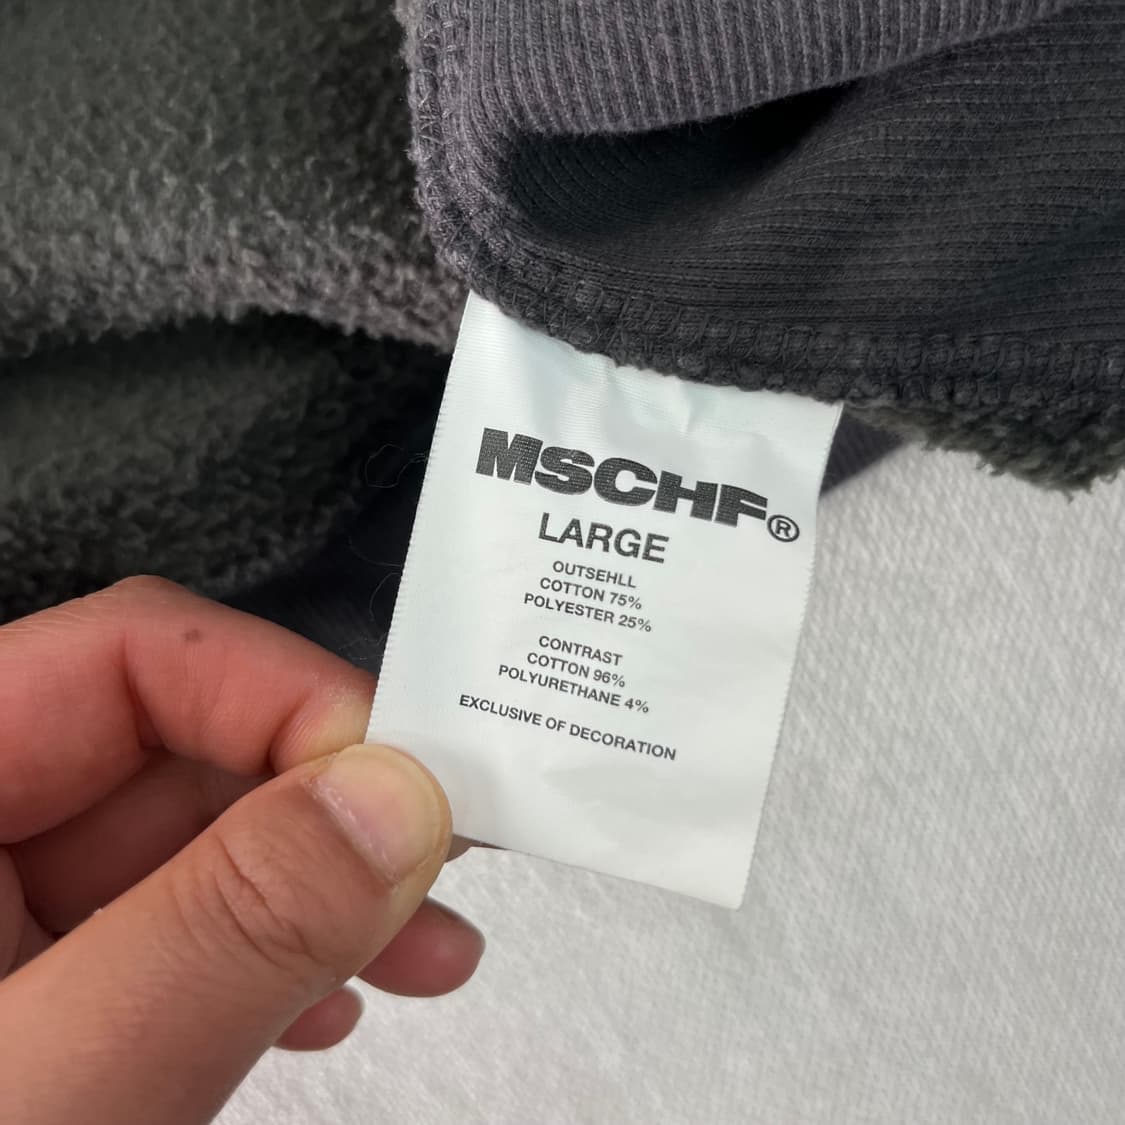 MSCHF®
LARGE
OUTSEHLL
COTTON 75%
POLYESTER 25%
CONTRAST
COTTON 96%
POLYURETHANE 4%
EXCLUSIVE OF DECORATION